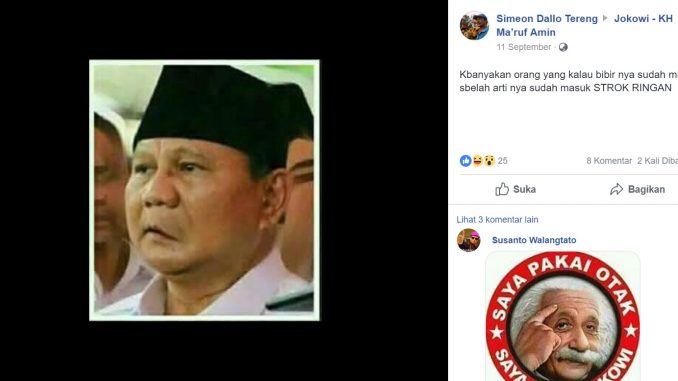 Simeon Dallo Tereng ▸ Jokowi - KH
Ma'ruf Amin
11 September ·
Kbanyakan orang yang kalau bibir nya sudah
sbelah arti nya sudah masuk STROK RINGAN
25
8 Komentar 2 Kali
Suka
Bagikan
Lihat 3 komentar lain
Susanto Walangtato
SAYA PAKAI OTAK